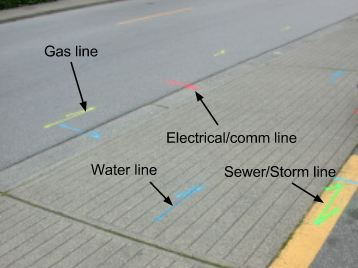 Gas line
Electrical/comm line
Water line
Sewer/Storm line